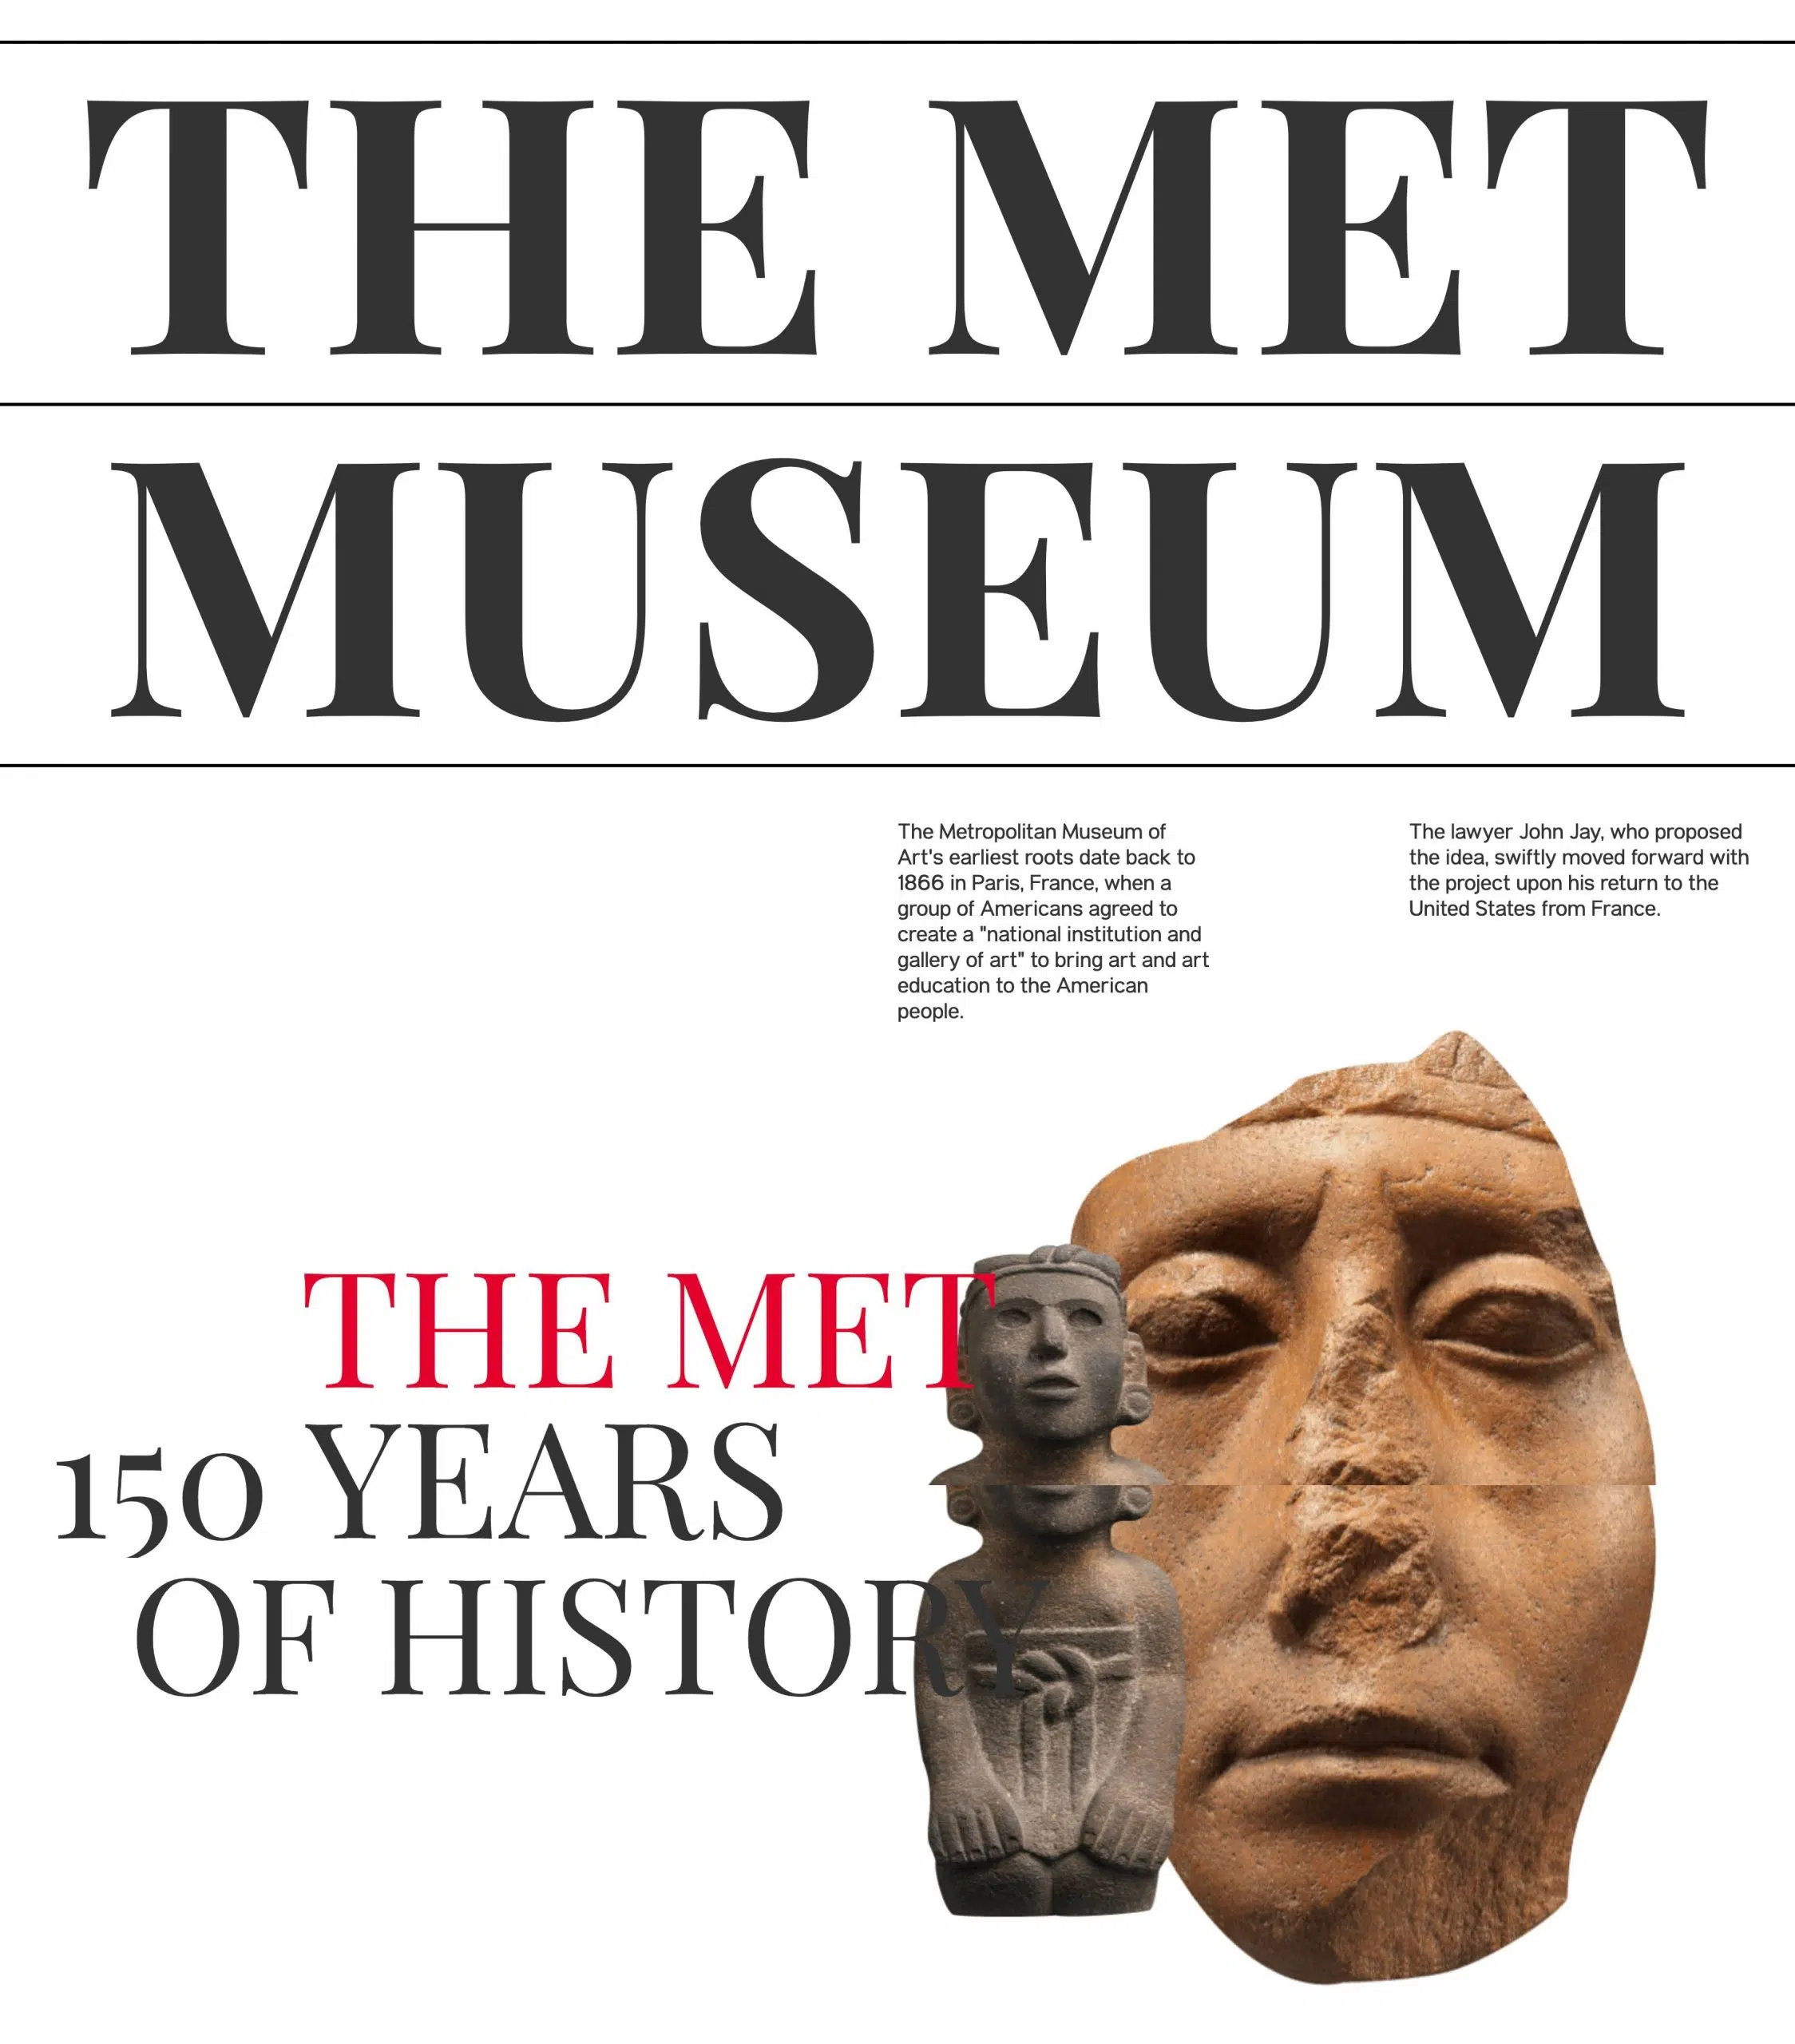 THE MET
MUSEUM
The Metropolitan Museum of
Art's earliest roots date back to
1866 in Paris, France, when a
group of Americans agreed to
create a "national institution and
gallery of art" to bring art and art
education to the American
people.
The lawyer John Jay, who proposed
the idea, swiftly moved forward with
the project upon his return to the
United States from France.
THE MET
150 YEARS
OF HISTORY